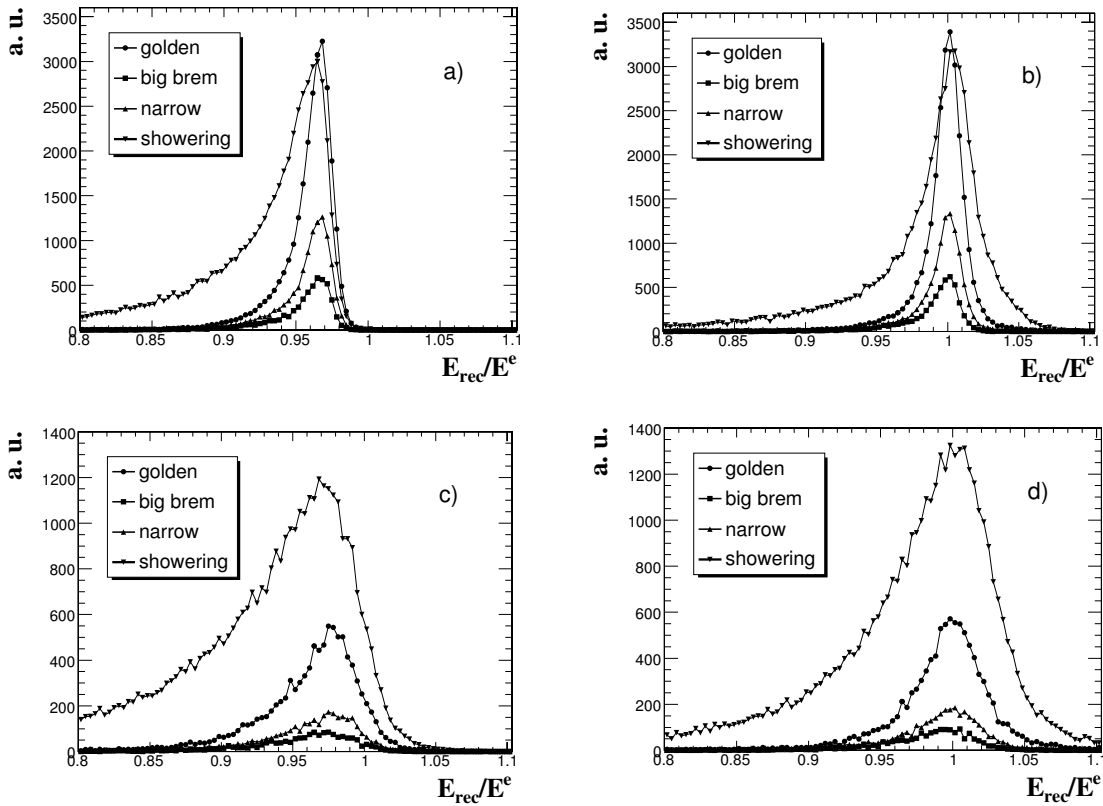 a. u.
3500
3000
2500
2000
1500
1000
500
0
golden
big brem
narrow
showering
a)
0.8 0.85 0.9 0.95 1 1.05 1.1
E_rec/E^e
a. u.
3500
3000
2500
2000
1500
1000
500
0
golden
big brem
narrow
showering
b)
0.8 0.85 0.9 0.95 1 1.05 1.1
E_rec/E^e
a. u.
1400
1200
1000
800
600
400
200
0
golden
big brem
narrow
showering
c)
0.8 0.85 0.9 0.95 1 1.05 1.1
E_rec/E^e
a. u.
1400
1200
1000
800
600
400
200
0
golden
big brem
narrow
showering
d)
0.8 0.85 0.9 0.95 1 1.05 1.1
E_rec/E^e